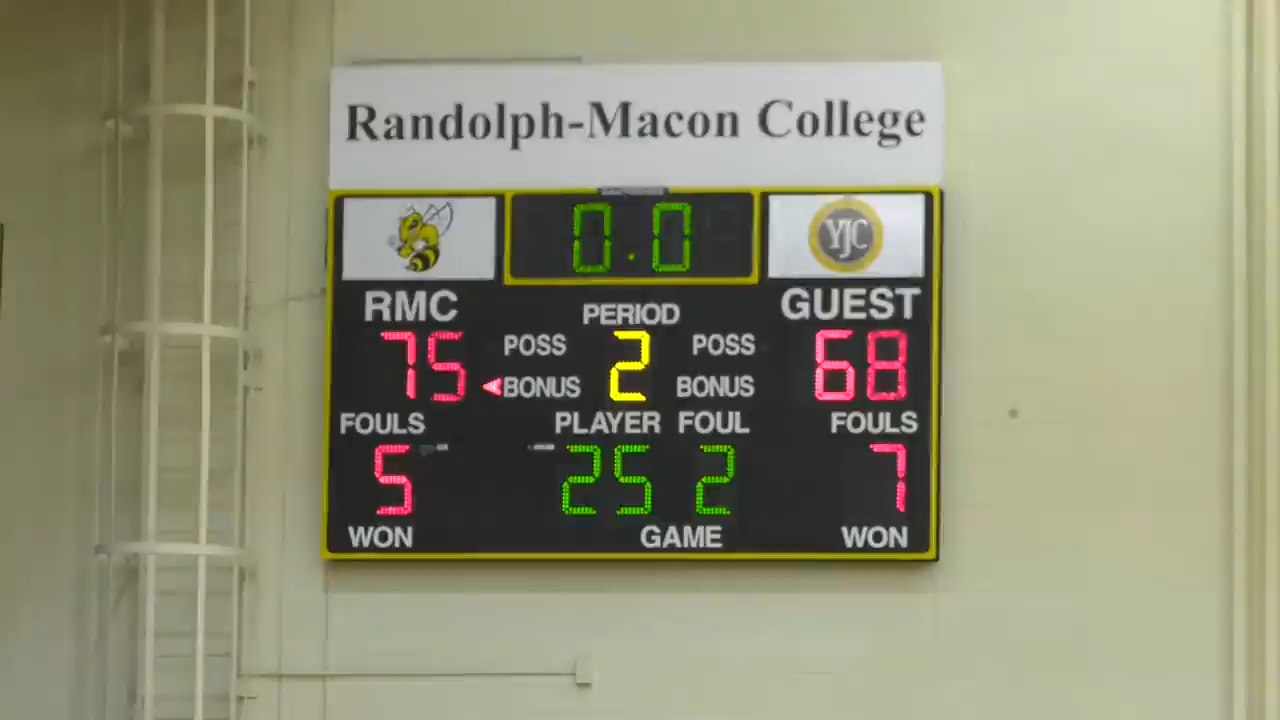 Randolph-Macon College
0.0
YJC
RMC
PERIOD
GUEST
75
POSS
2
POSS
68
BONUS
BONUS
FOULS
PLAYER FOUL
FOULS
5
25 2
7
WON
GAME
WON